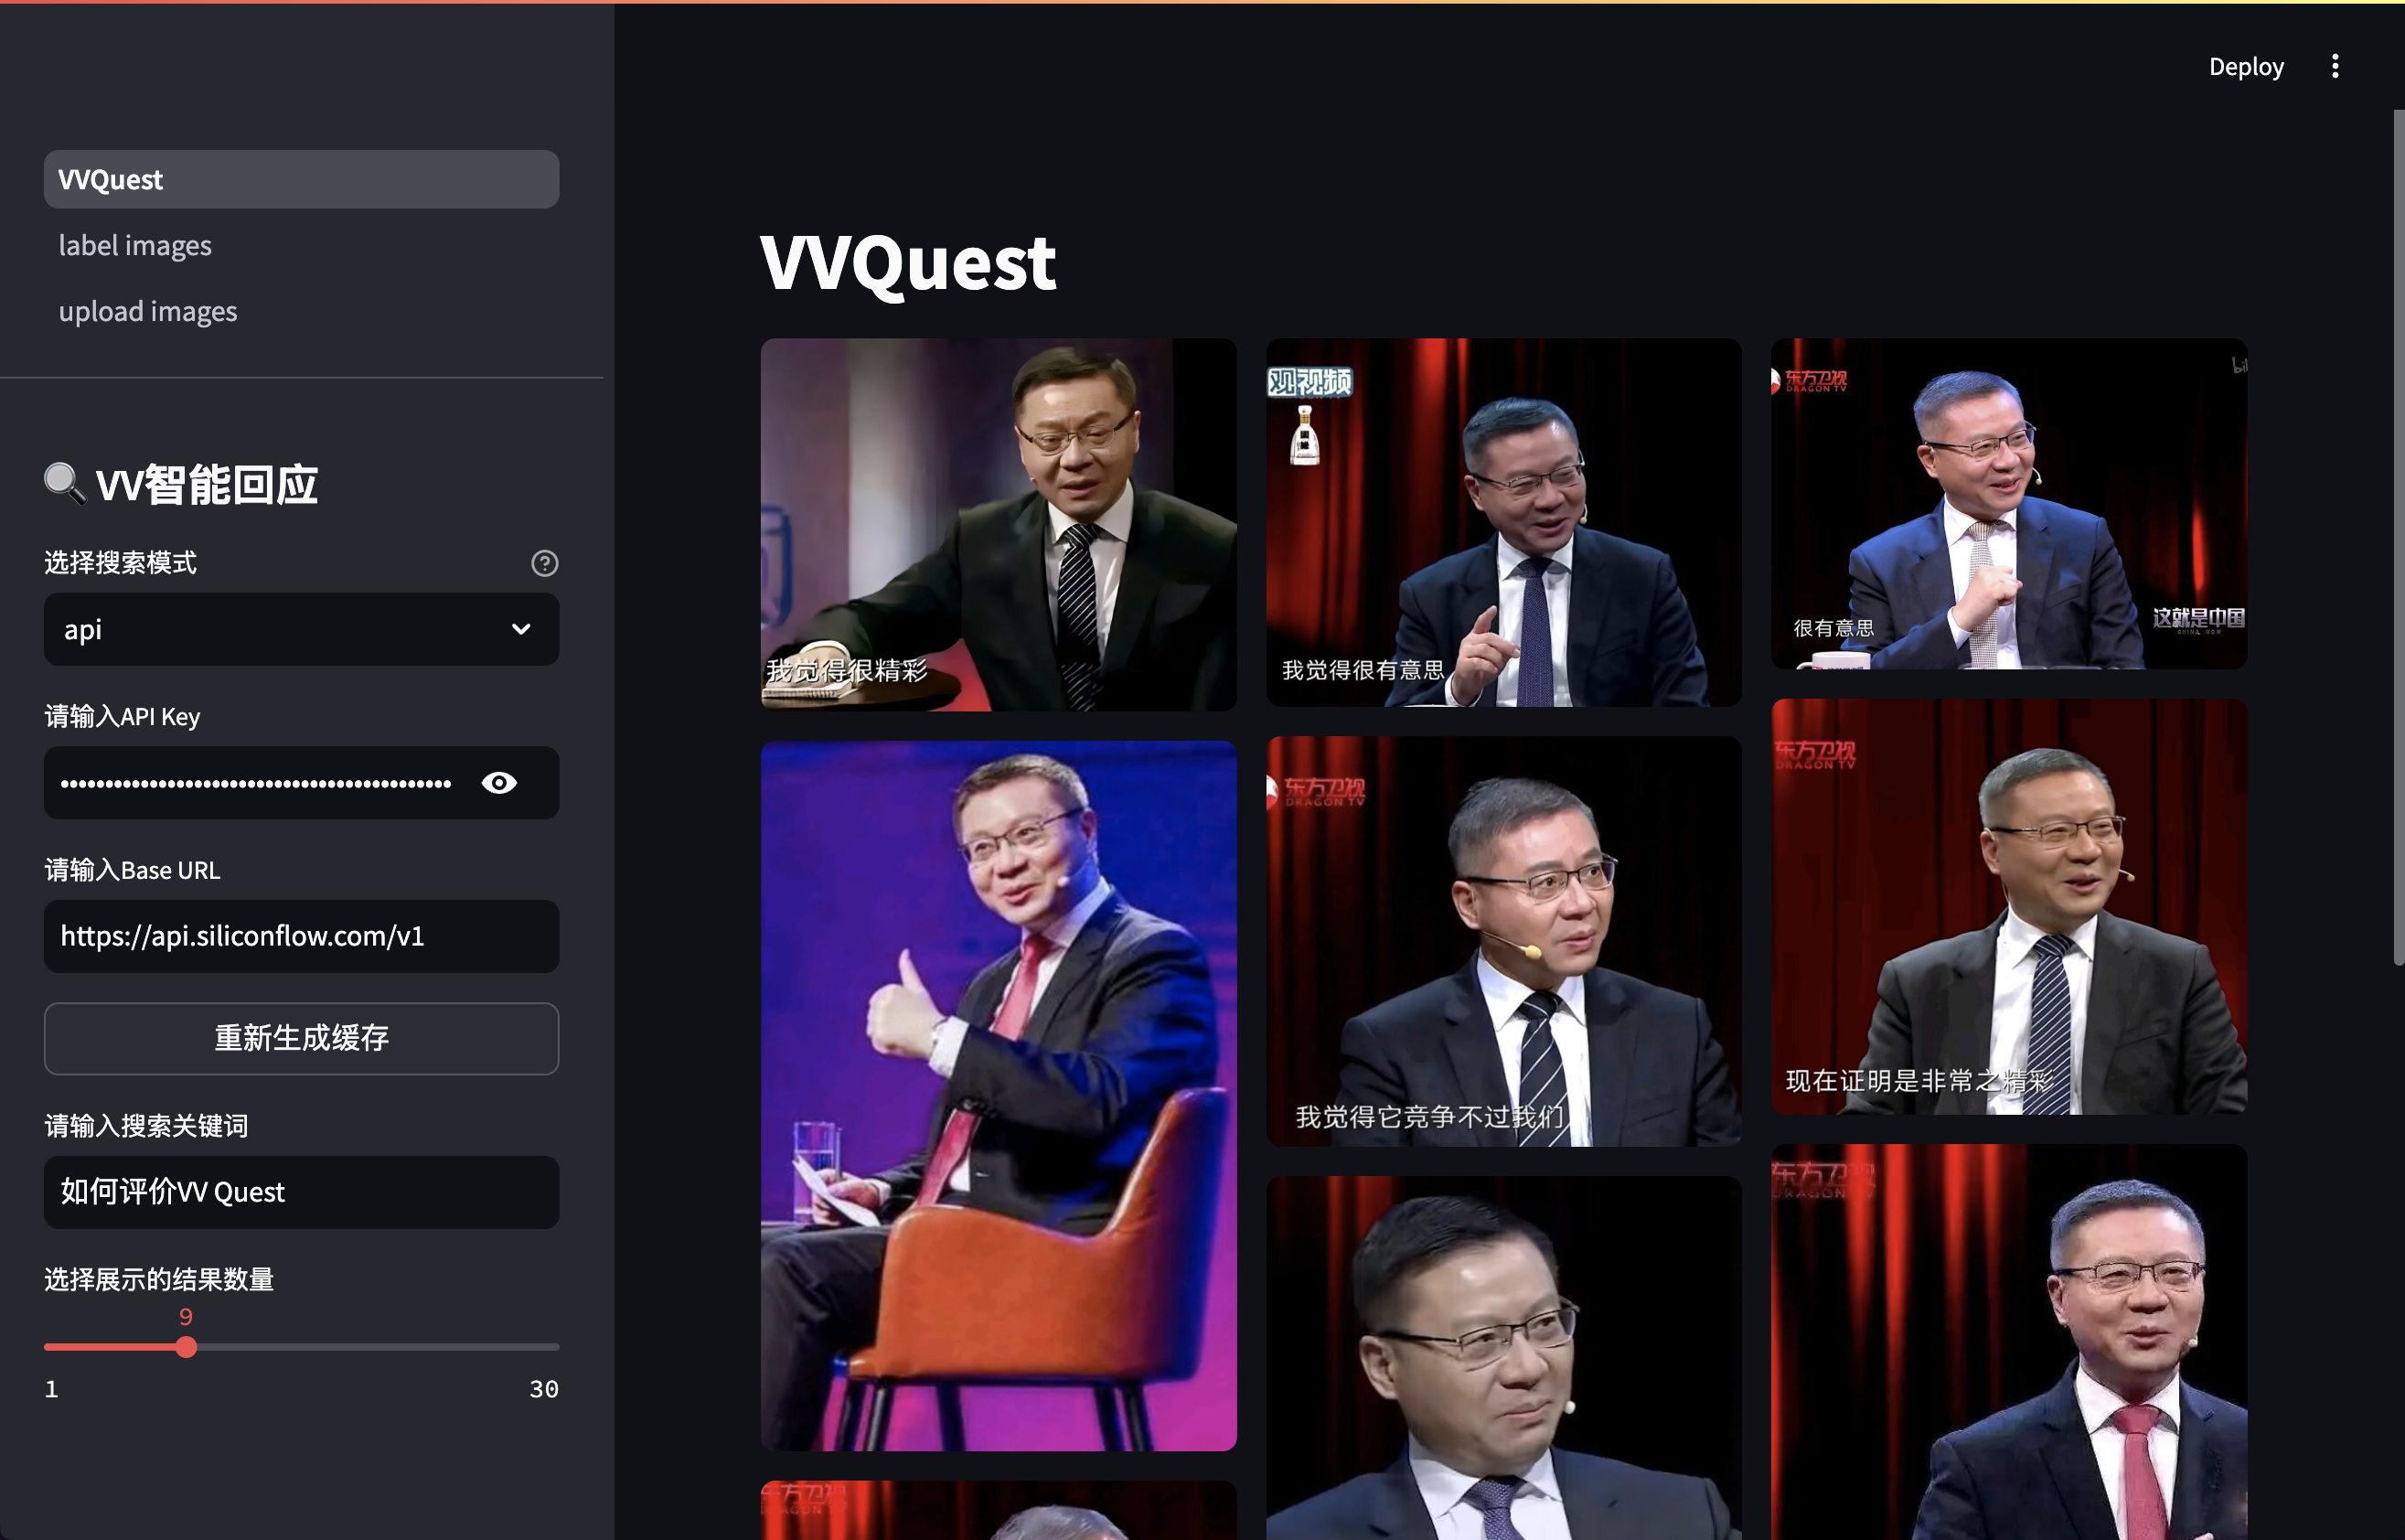 Deploy
VVQuest
label images
upload images
VV智能回应
选择搜索模式
api
请输入API Key
请输入Base URL
https://api.siliconflow.com/v1
重新生成缓存
请输入搜索关键词
如何评价VV Quest
选择展示的结果数量
9
1
30
VVQuest
我觉得很精彩
观视频
我觉得很有意思
东方卫视
DRAGON TV
很有意思
这就是中国
CHINA NOW
东方卫视
DRAGON TV
我觉得它竞争不过我们
东方卫视
DRAGON TV
现在证明是非常之精彩
东方卫视
DRAGON TV
东方卫视
DRAGON TV